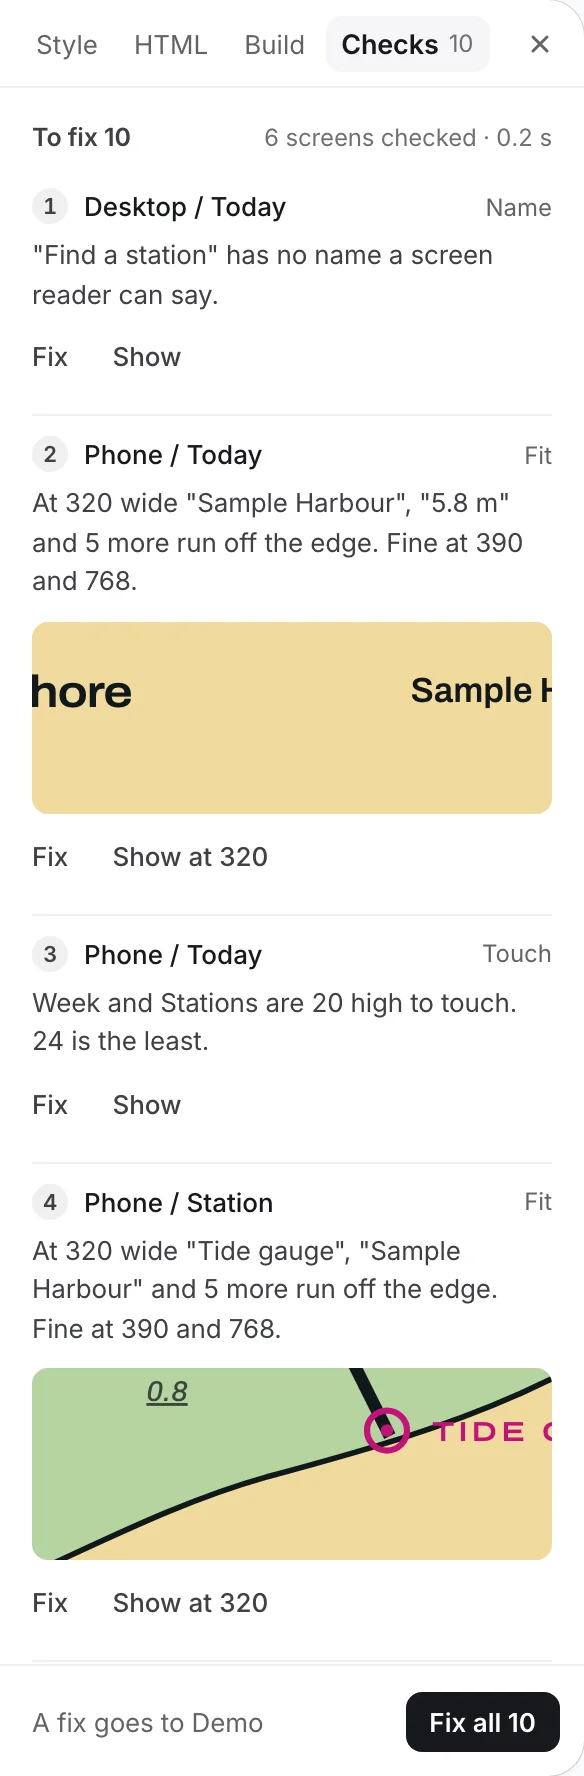 Style HTML Build Checks 10 ×
To fix 10 6 screens checked · 0.2 s
1 Desktop / Today Name
"Find a station" has no name a screen
reader can say.
Fix Show
2 Phone / Today Fit
At 320 wide "Sample Harbour", "5.8 m"
and 5 more run off the edge. Fine at 390
and 768.
hore Sample H
Fix Show at 320
3 Phone / Today Touch
Week and Stations are 20 high to touch.
24 is the least.
Fix Show
4 Phone / Station Fit
At 320 wide "Tide gauge", "Sample
Harbour" and 5 more run off the edge.
Fine at 390 and 768.
0.8
TIDE
Fix Show at 320
A fix goes to Demo Fix all 10